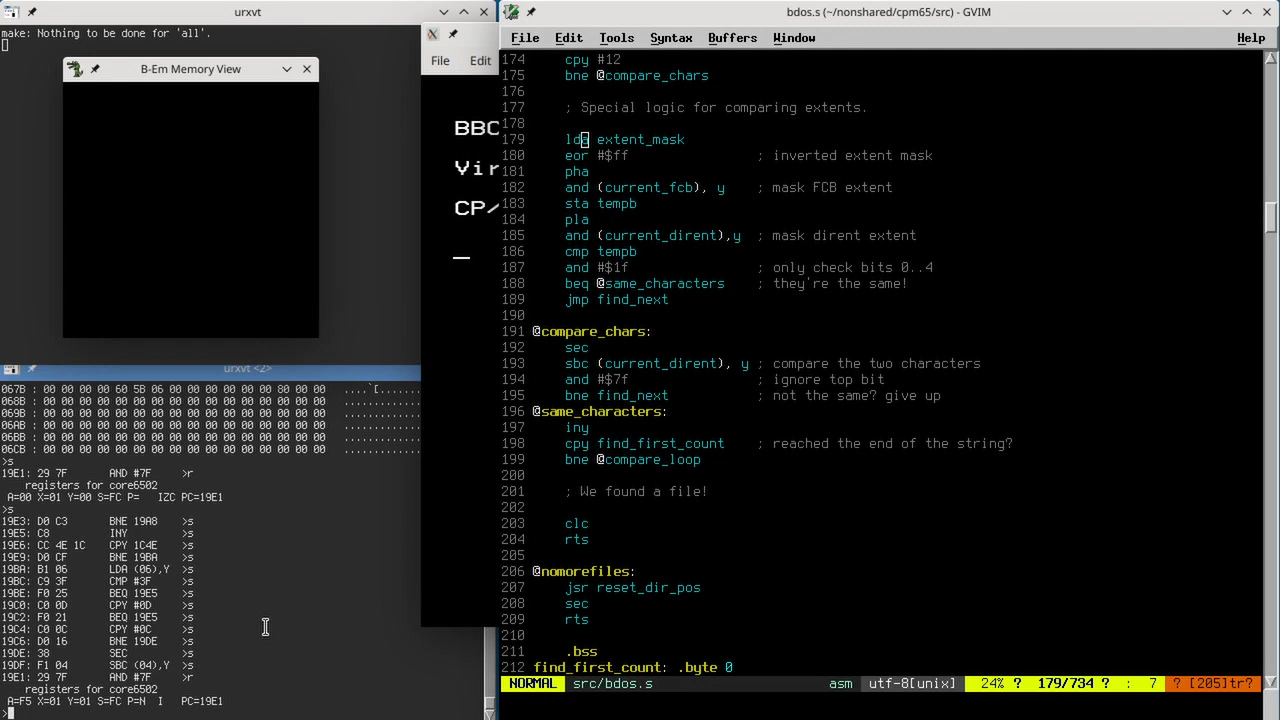 urxvt
make: Nothing to be done for 'all'.
B-Em Memory View
File Edit
BBC
Vir
CP/
urxvt <2>
067B : 00 00 00 60 5B 06 00 00 00 00 00 00 00 80 00 00 ....`[.......
068B : 00 00 00 00 00 00 00 00 00 00 00 00 00 00 00 00 .............
069B : 00 00 00 00 00 00 00 00 00 00 00 00 00 00 00 00 .............
06AB : 00 00 00 00 00 00 00 00 00 00 00 00 00 00 00 00 .............
06BB : 00 00 00 00 00 00 00 00 00 00 00 00 00 00 00 00 .............
06CB : 00 00 00 00 00 00 00 00 00 00 00 00 00 00 00 00 .............
>s
19E1: 29 7F AND #7F >r
registers for core6502
A=00 X=01 Y=00 S=FC P= IZC PC=19E1
>s
19E3: D0 C3 BNE 19A8 >s
19E5: C8 INY >s
19E6: CC 4E 1C CPY 1C4E >s
19E9: D0 CF BNE 19BA >s
19BA: B1 06 LDA (06),Y >s
19BC: C9 3F CMP #3F >s
19BE: F0 25 BEQ 19E5 >s
19C0: C0 0D CPY #0D >s
19C2: F0 21 BEQ 19E5 >s
19C4: C0 0C CPY #0C >s
19C6: D0 16 BNE 19DE >s
19DE: 38 SEC >s
19DF: F1 04 SBC (04),Y >s
19E1: 29 7F AND #7F >r
registers for core6502
A=F5 X=01 Y=01 S=FC P=N I PC=19E1
>
bdos.s (~/nonshared/cpm65/src) - GVIM
File Edit Tools Syntax Buffers Window Help
174 cpy #12
175 bne @compare_chars
176
177 ; Special logic for comparing extents.
178
179 lda extent_mask
180 eor #$ff ; inverted extent mask
181 pha
182 and (current_fcb), y ; mask FCB extent
183 sta tempb
184 pla
185 and (current_dirent),y ; mask dirent extent
186 cmp tempb
187 and #$1f ; only check bits 0..4
188 beq @same_characters ; they're the same!
189 jmp find_next
190
191 @compare_chars:
192 sec
193 sbc (current_dirent), y ; compare the two characters
194 and #$7f ; ignore top bit
195 bne find_next ; not the same? give up
196 @same_characters:
197 iny
198 cpy find_first_count ; reached the end of the string?
199 bne @compare_loop
200
201 ; We found a file!
202
203 clc
204 rts
205
206 @nomorefiles:
207 jsr reset_dir_pos
208 sec
209 rts
210
211 .bss
212 find_first_count: .byte 0
NORMAL src/bdos.s asm utf-8[unix] 24% ? 179/734 ? : 7 ? [205]tr?